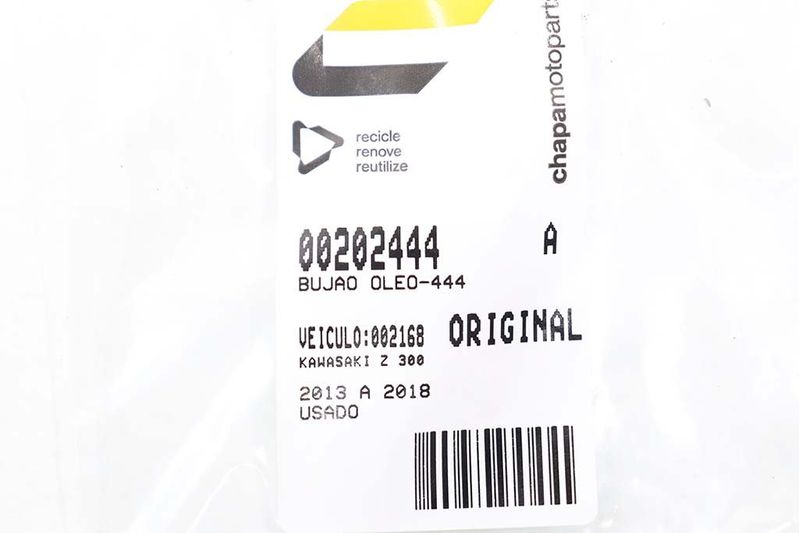 chapamotoparts
recicle
renove
reutilize
00202444 A
BUJAO OLEO-444
VEICULO:002168 ORIGINAL
KAWASAKI Z 300
2013 A 2018
USADO